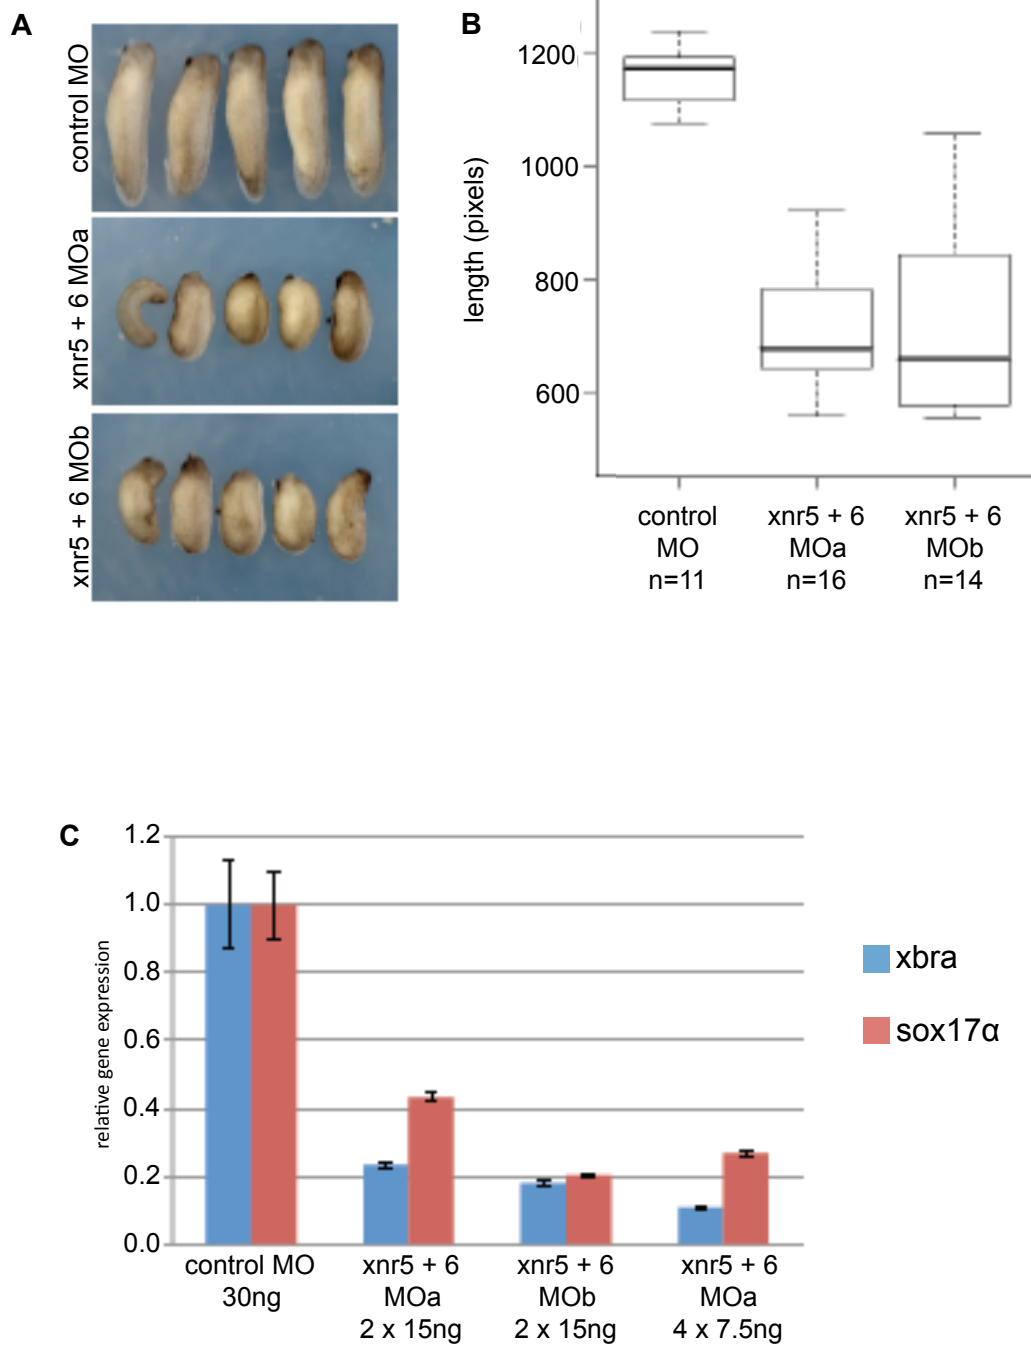 A
control MO
xnr5 + 6 MOa
xnr5 + 6 MOb
B
length (pixels)
1200
1000
800
600
control
MO
n=11
xnr5 + 6
MOa
n=16
xnr5 + 6
MOb
n=14
C
relative gene expression
1.2
1.0
0.8
0.6
0.4
0.2
0.0
control MO
30ng
xnr5 + 6
MOa
2 x 15ng
xnr5 + 6
MOb
2 x 15ng
xnr5 + 6
MOa
4 x 7.5ng
xbra
sox17α